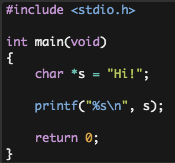 #include <stdio.h>

int main(void)
{
    char *s = "Hi!";

    printf("%s\n", s);

    return 0;
}